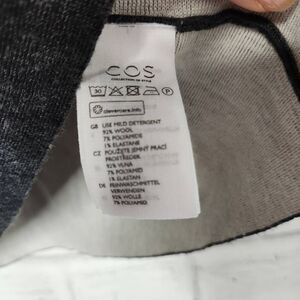 COS
COLLECTION OF STYLE
30
P
clevercare.info
GB USE MILD DETERGENT
92% WOOL
7% POLYAMIDE
1% ELASTANE
CZ POUŽIJTE JEMNÝ PRACÍ
PROSTŘEDEK
92% VLNA
7% POLYAMID
1% ELASTAN
DE FEINWASCHMITTEL
VERWENDEN
92% WOLLE
7% POLYAMID